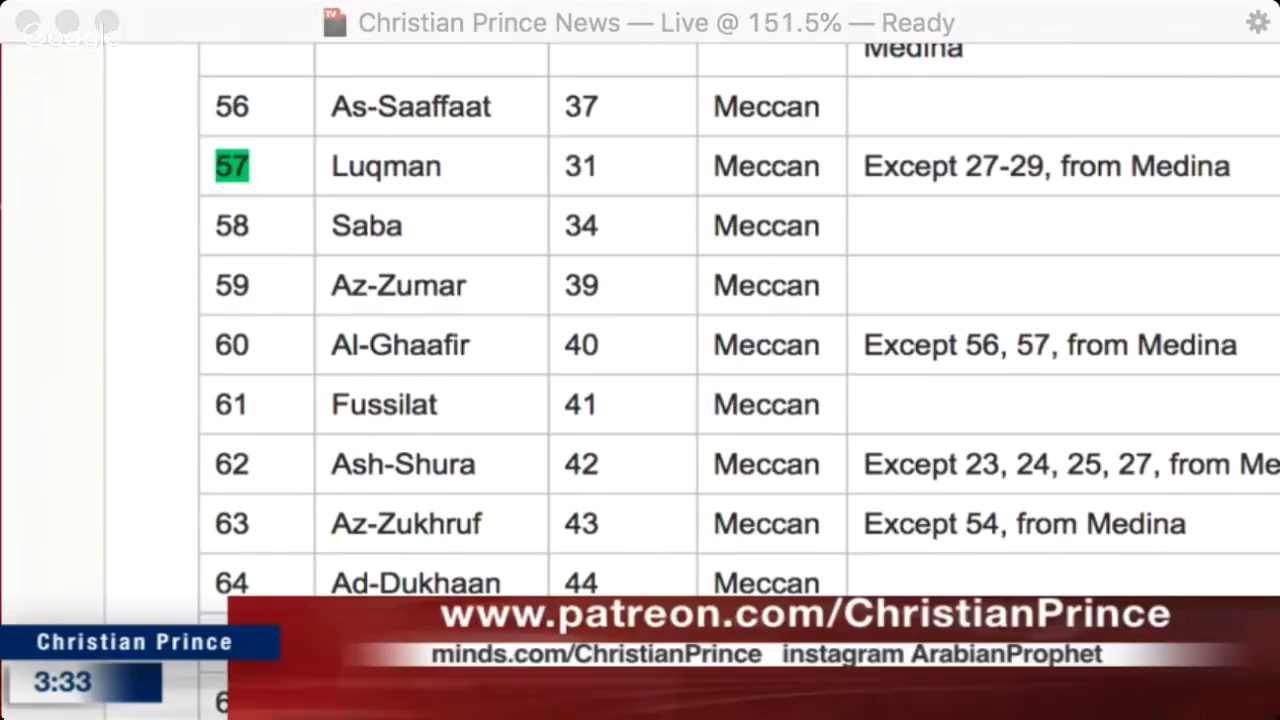 Christian Prince News — Live @ 151.5% — Ready
Google
Medina
56 As-Saaffaat 37 Meccan
57 Luqman 31 Meccan Except 27-29, from Medina
58 Saba 34 Meccan
59 Az-Zumar 39 Meccan
60 Al-Ghaafir 40 Meccan Except 56, 57, from Medina
61 Fussilat 41 Meccan
62 Ash-Shura 42 Meccan Except 23, 24, 25, 27, from Me
63 Az-Zukhruf 43 Meccan Except 54, from Medina
64 Ad-Dukhaan 44 Meccan
www.patreon.com/ChristianPrince
Christian Prince
minds.com/ChristianPrince instagram ArabianProphet
3:33
6